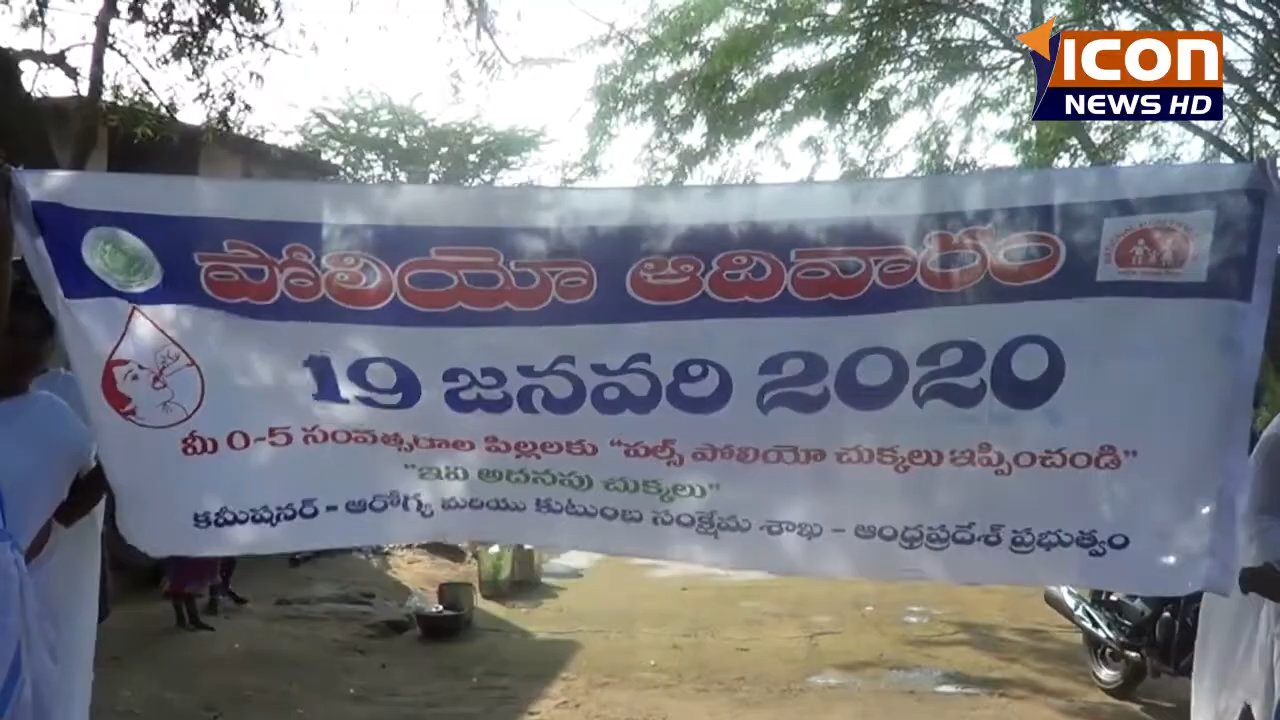 ICON
NEWS HD
పోలియో ఆదివారం
19 జనవరి 2020
మీ 0-5 సంవత్సరాల పిల్లలకు "పల్స్ పోలియో చుక్కలు ఇప్పించండి"
"ఇవి అదనపు చుక్కలు"
కమీషనర్ - ఆరోగ్య మరియు కుటుంబ సంక్షేమ శాఖ - ఆంధ్రప్రదేశ్ ప్రభుత్వం